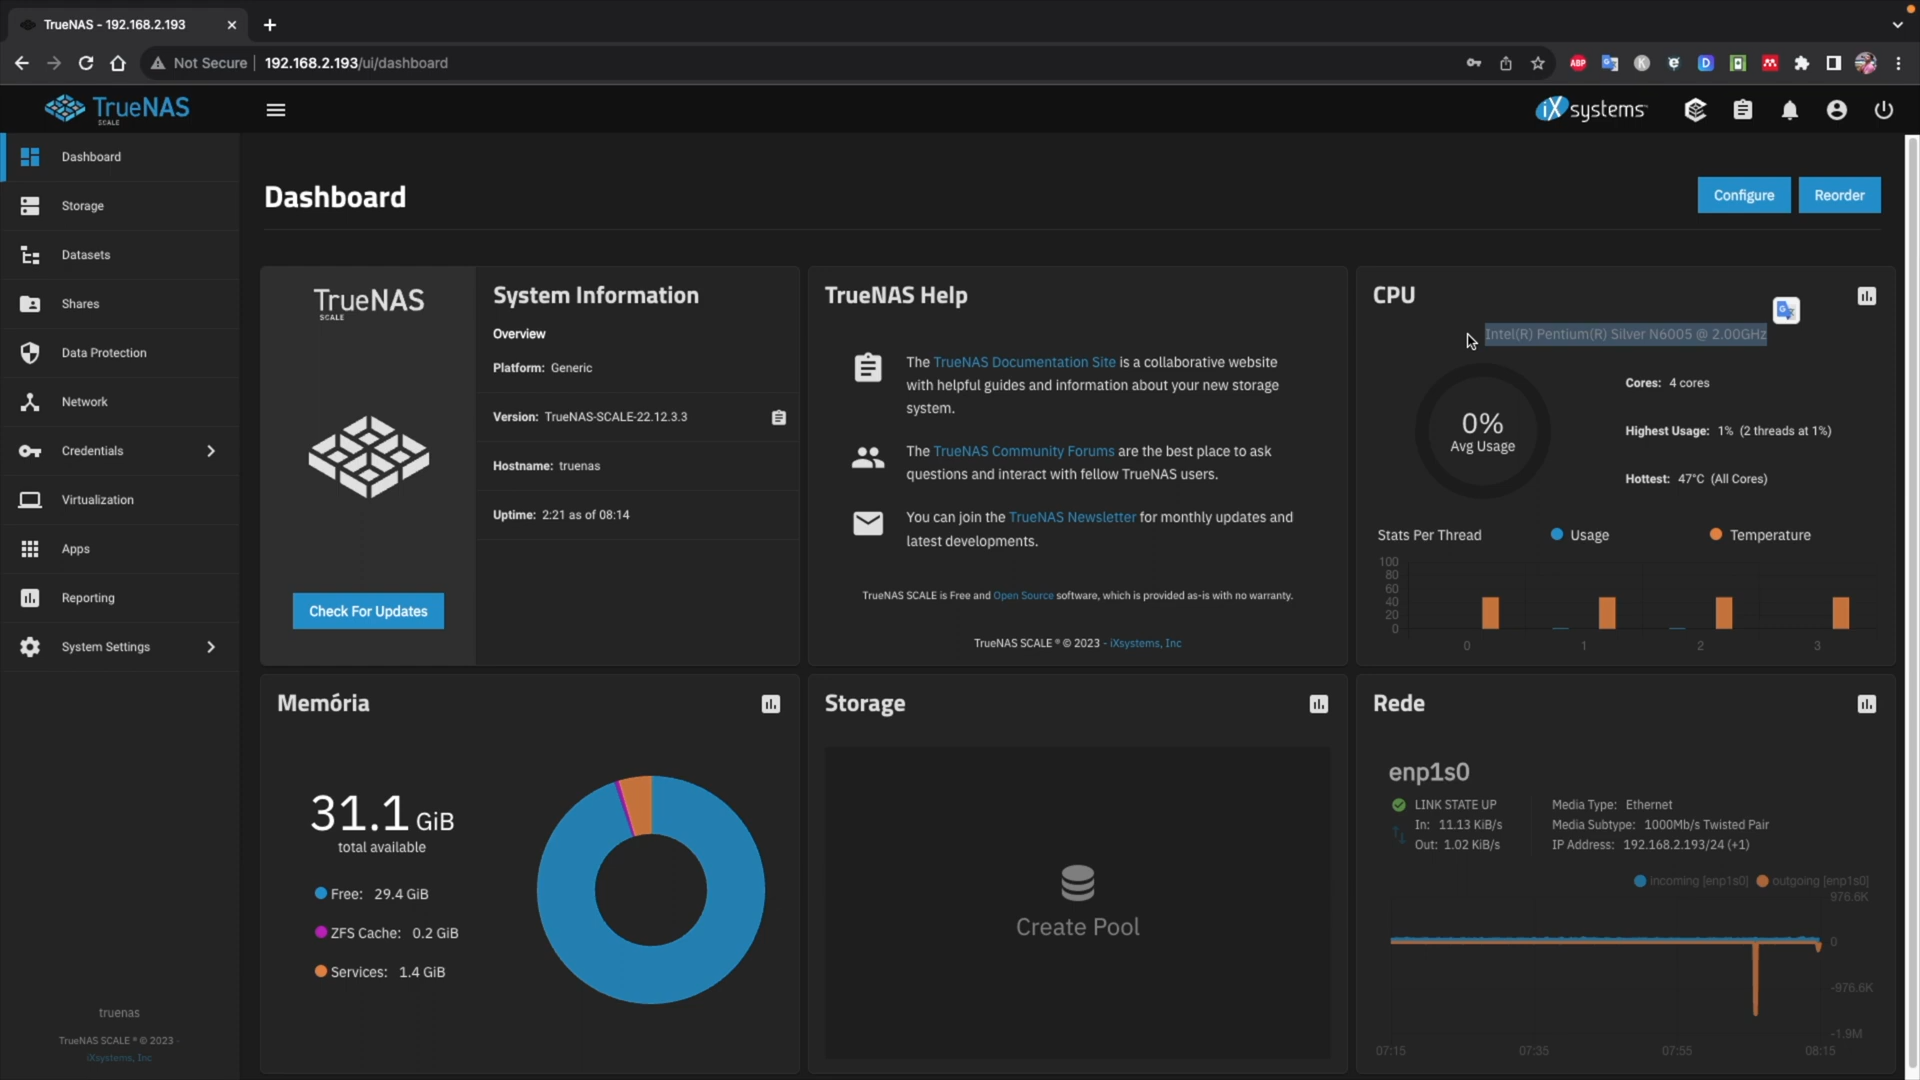 TrueNAS - 192.168.2.193
Not Secure
192.168.2.193/ui/dashboard
ABP
TrueNAS
SCALE
iXsystems
Dashboard
Storage
Datasets
Shares
Data Protection
Network
Credentials
Virtualization
Apps
Reporting
System Settings
truenas
TrueNAS SCALE ® © 2023 -
iXsystems, Inc
Dashboard
Configure
Reorder
TrueNAS
SCALE
Check For Updates
System Information
Overview
Platform: Generic
Version: TrueNAS-SCALE-22.12.3.3
Hostname: truenas
Uptime: 2:21 as of 08:14
TrueNAS Help
The TrueNAS Documentation Site is a collaborative website
with helpful guides and information about your new storage
system.
The TrueNAS Community Forums are the best place to ask
questions and interact with fellow TrueNAS users.
You can join the TrueNAS Newsletter for monthly updates and
latest developments.
TrueNAS SCALE is Free and Open Source software, which is provided as-is with no warranty.
TrueNAS SCALE ® © 2023 - iXsystems, Inc
CPU
Intel(R) Pentium(R) Silver N6005 @ 2.00GHz
0%
Avg Usage
Cores: 4 cores
Highest Usage: 1% (2 threads at 1%)
Hottest: 47°C (All Cores)
Stats Per Thread
Usage
Temperature
100
80
60
40
20
0
0 1 2 3
Memória
31.1 GiB
total available
Free: 29.4 GiB
ZFS Cache: 0.2 GiB
Services: 1.4 GiB
Storage
Create Pool
Rede
enp1s0
LINK STATE UP
In: 11.13 KiB/s
Out: 1.02 KiB/s
Media Type: Ethernet
Media Subtype: 1000Mb/s Twisted Pair
IP Address: 192.168.2.193/24 (+1)
incoming [enp1s0] outgoing [enp1s0]
976.6K
0
-976.6K
-1.9M
07:15 07:35 07:55 08:15